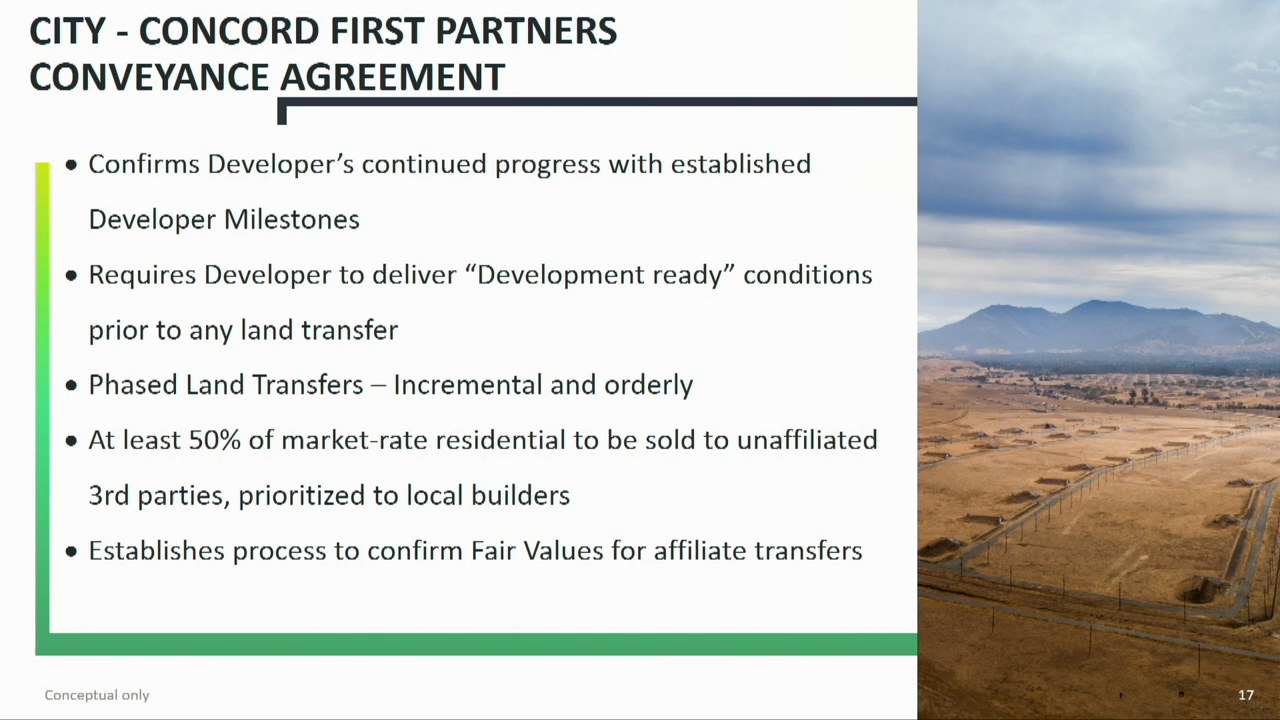 CITY - CONCORD FIRST PARTNERS
CONVEYANCE AGREEMENT
• Confirms Developer’s continued progress with established
Developer Milestones
• Requires Developer to deliver “Development ready” conditions
prior to any land transfer
• Phased Land Transfers – Incremental and orderly
• At least 50% of market-rate residential to be sold to unaffiliated
3rd parties, prioritized to local builders
• Establishes process to confirm Fair Values for affiliate transfers
Conceptual only
17